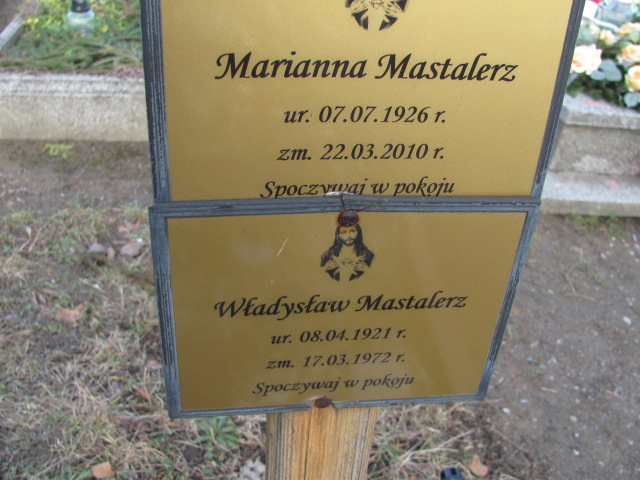 Marianna Mastalerz
ur. 07.07.1926 r.
zm. 22.03.2010 r.
Spoczywaj w pokoju
Władysław Mastalerz
ur. 08.04.1921 r.
zm. 17.03.1972 r.
Spoczywaj w pokoju